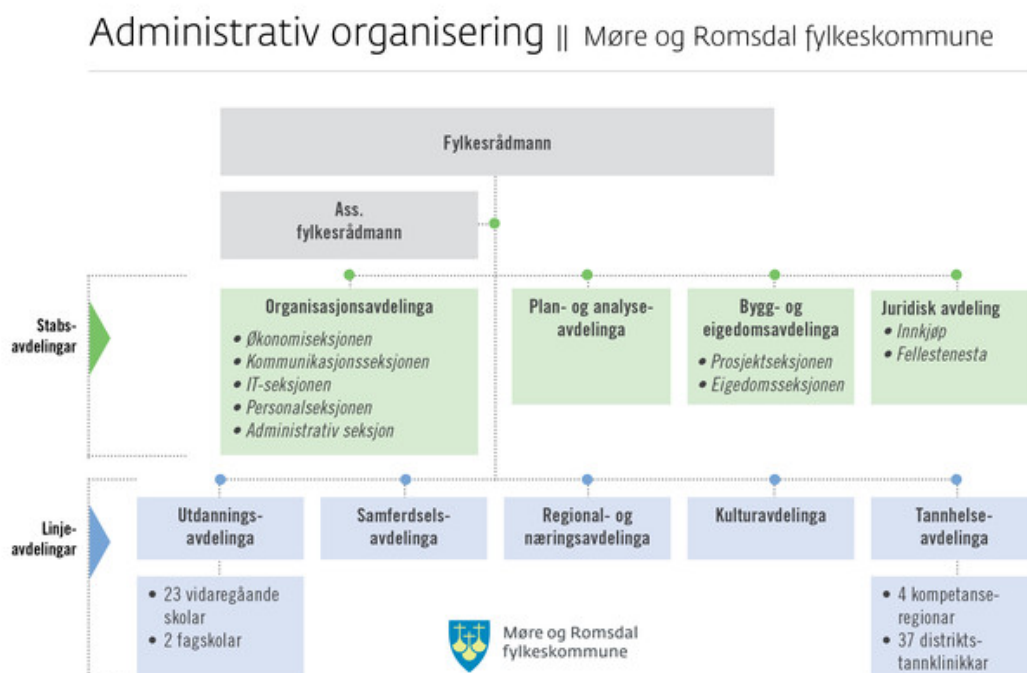 Administrativ organisering || Møre og Romsdal fylkeskommune
Fylkesrådmann
Ass.
fylkesrådmann
Stabs-
avdelingar
Organisasjonsavdelinga
• Økonomiseksjonen
• Kommunikasjonsseksjonen
• IT-seksjonen
• Personalseksjonen
• Administrativ seksjon
Plan- og analyse-
avdelinga
Bygg- og
eigedomsavdelinga
• Prosjektseksjonen
• Eigedomsseksjonen
Juridisk avdeling
• Innkjøp
• Fellestenesta
Linje-
avdelingar
Utdannings-
avdelinga
• 23 vidaregåande
skolar
• 2 fagskolar
Samferdsels-
avdelinga
Regional- og
næringsavdelinga
Kulturavdelinga
Tannhelse-
avdelinga
• 4 kompetanse-
regionar
• 37 distrikts-
tannklinikkar
Møre og Romsdal
fylkeskommune